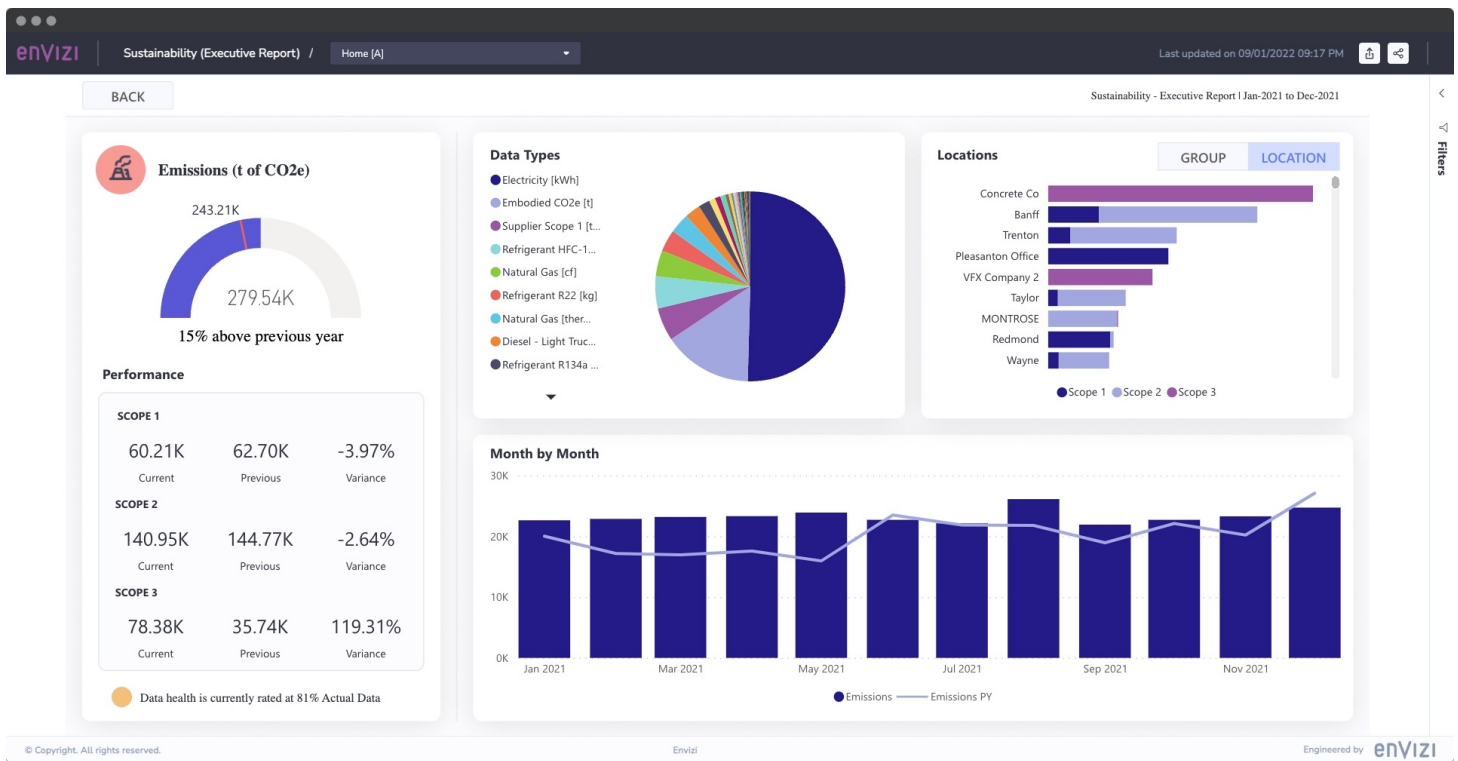 enVIZI
Sustainability (Executive Report) / Home [A]
Last updated on 09/01/2022 09:17 PM
BACK
Sustainability - Executive Report | Jan-2021 to Dec-2021
Filters
Emissions (t of CO2e)
243.21K
279.54K
15% above previous year
Performance
SCOPE 1
60.21K 62.70K -3.97%
Current Previous Variance
SCOPE 2
140.95K 144.77K -2.64%
Current Previous Variance
SCOPE 3
78.38K 35.74K 119.31%
Current Previous Variance
Data health is currently rated at 81% Actual Data
Data Types
Electricity [kWh]
Embodied CO2e [t]
Supplier Scope 1 [t...
Refrigerant HFC-1...
Natural Gas [cf]
Refrigerant R22 [kg]
Natural Gas [ther...
Diesel - Light Truc...
Refrigerant R134a ...
Locations
GROUP LOCATION
Concrete Co
Banff
Trenton
Pleasanton Office
VFX Company 2
Taylor
MONTROSE
Redmond
Wayne
Scope 1 Scope 2 Scope 3
Month by Month
30K
20K
10K
0K
Jan 2021 Mar 2021 May 2021 Jul 2021 Sep 2021 Nov 2021
Emissions Emissions PY
© Copyright. All rights reserved.
Envizi
Engineered by enVIZI